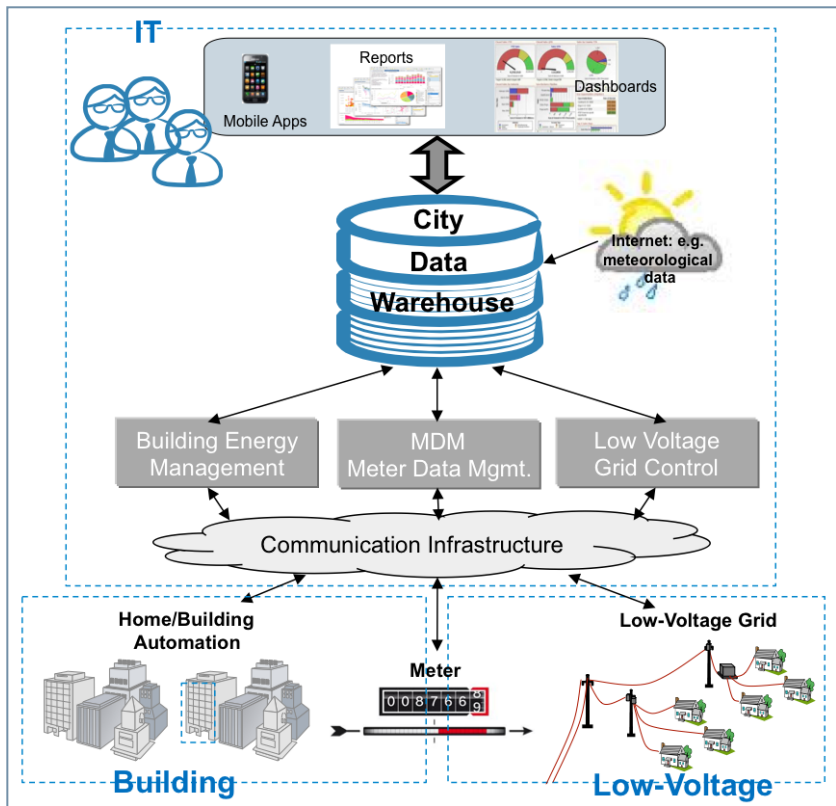 IT
Reports
Mobile Apps
Dashboards
City
Data
Warehouse
Internet: e.g.
meteorological
data
Building Energy
Management
MDM
Meter Data Mgmt.
Low Voltage
Grid Control
Communication Infrastructure
Home/Building
Automation
Low-Voltage Grid
Meter
008766
Building
Low-Voltage